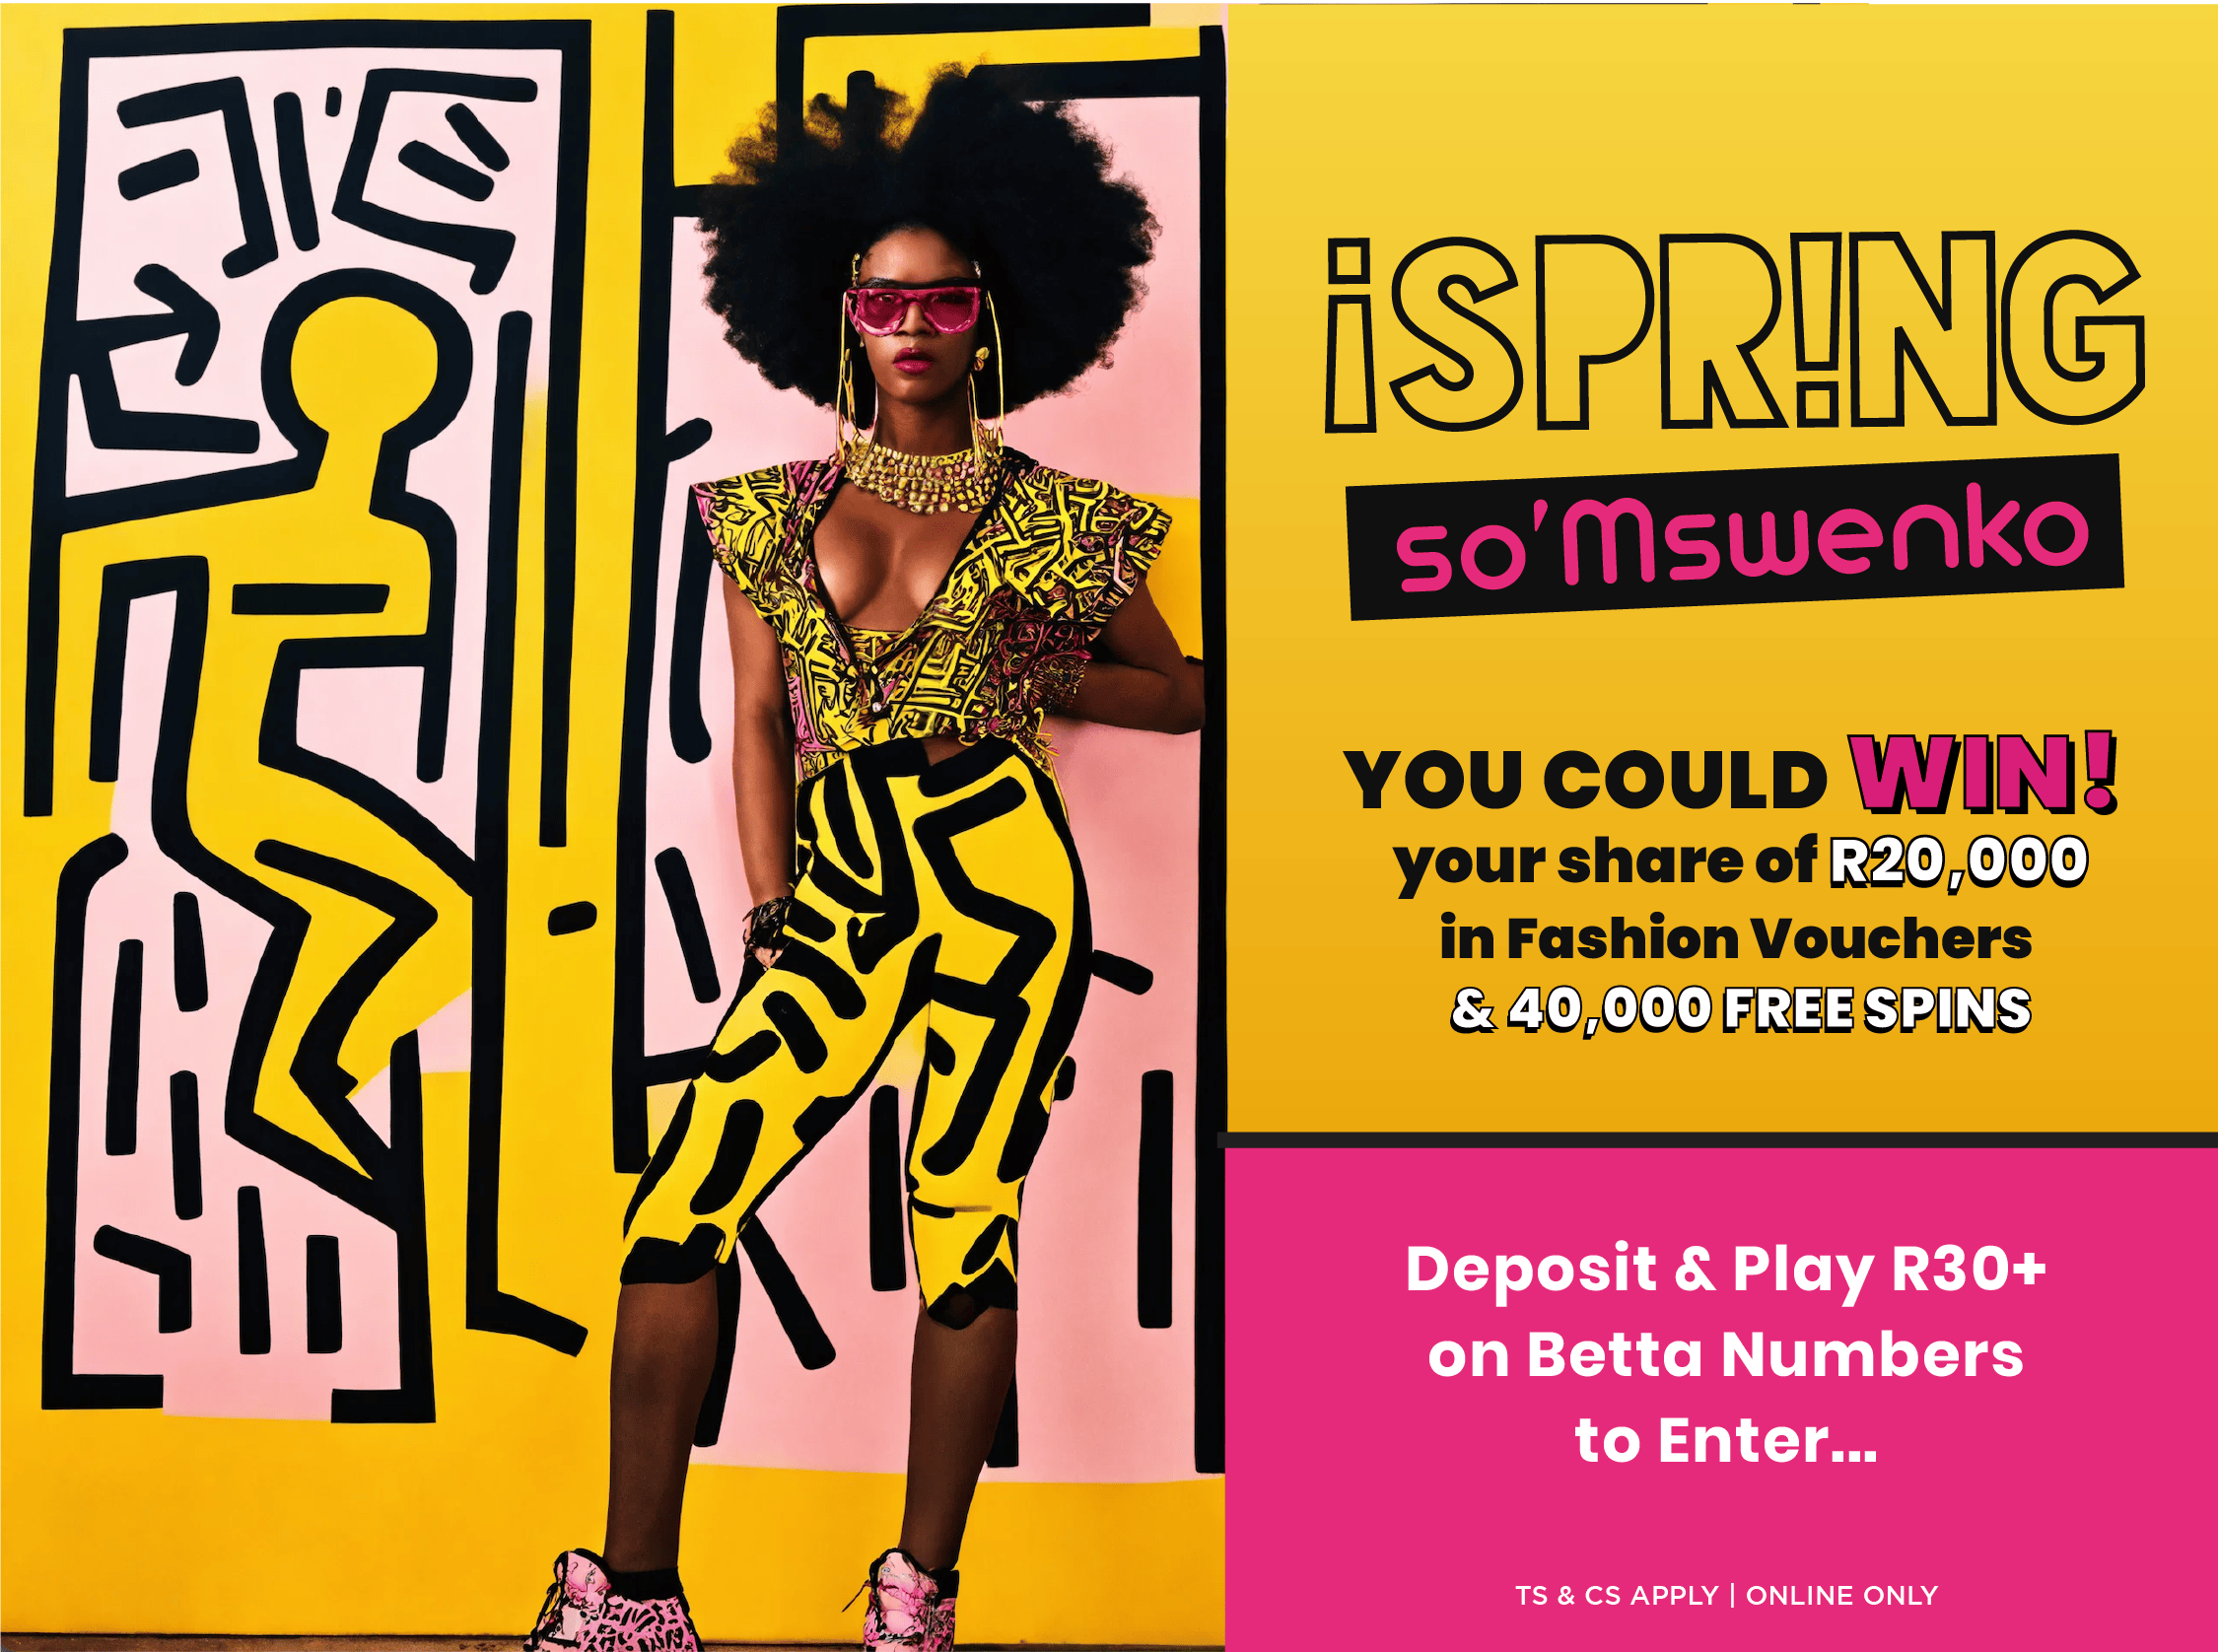 iSPR!NG
so'Mswenko
YOU COULD WIN!
your share of R20,000
in Fashion Vouchers
& 40,000 FREE SPINS
Deposit & Play R30+
on Betta Numbers
to Enter...
TS & CS APPLY | ONLINE ONLY